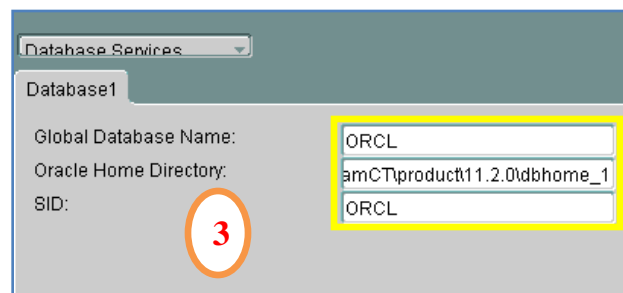 Database Services
Database1
Global Database Name: ORCL
Oracle Home Directory: amCT\product\11.2.0\dbhome_1
SID: ORCL
3